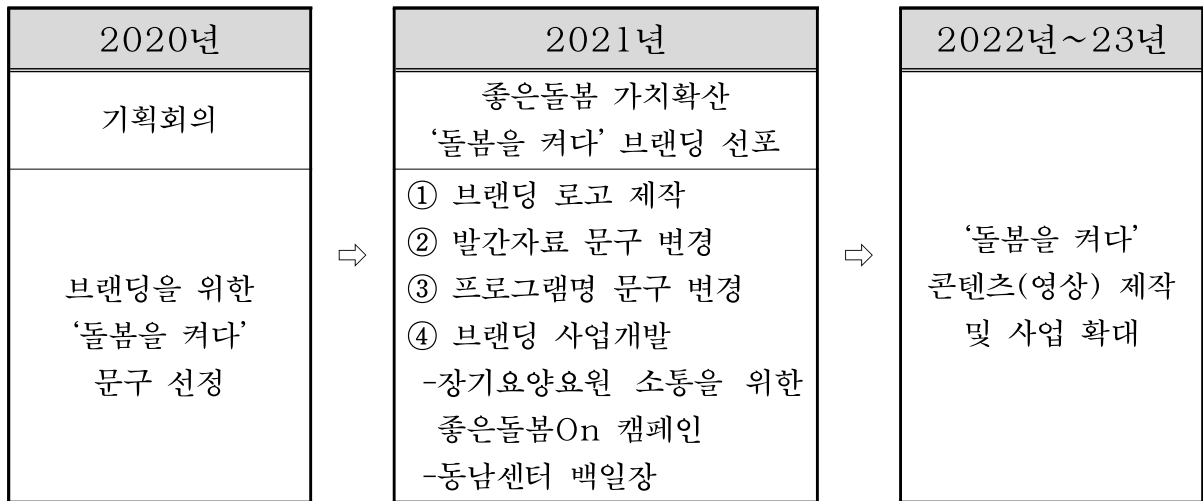 2020년
기획회의
브랜딩을 위한
‘돌봄을 켜다’
문구 선정
⇨
2021년
좋은돌봄 가치확산
‘돌봄을 켜다’ 브랜딩 선포
① 브랜딩 로고 제작
② 발간자료 문구 변경
③ 프로그램명 문구 변경
④ 브랜딩 사업개발
-장기요양요원 소통을 위한
좋은돌봄On 캠페인
-동남센터 백일장
⇨
2022년~23년
‘돌봄을 켜다’
콘텐츠(영상) 제작
및 사업 확대